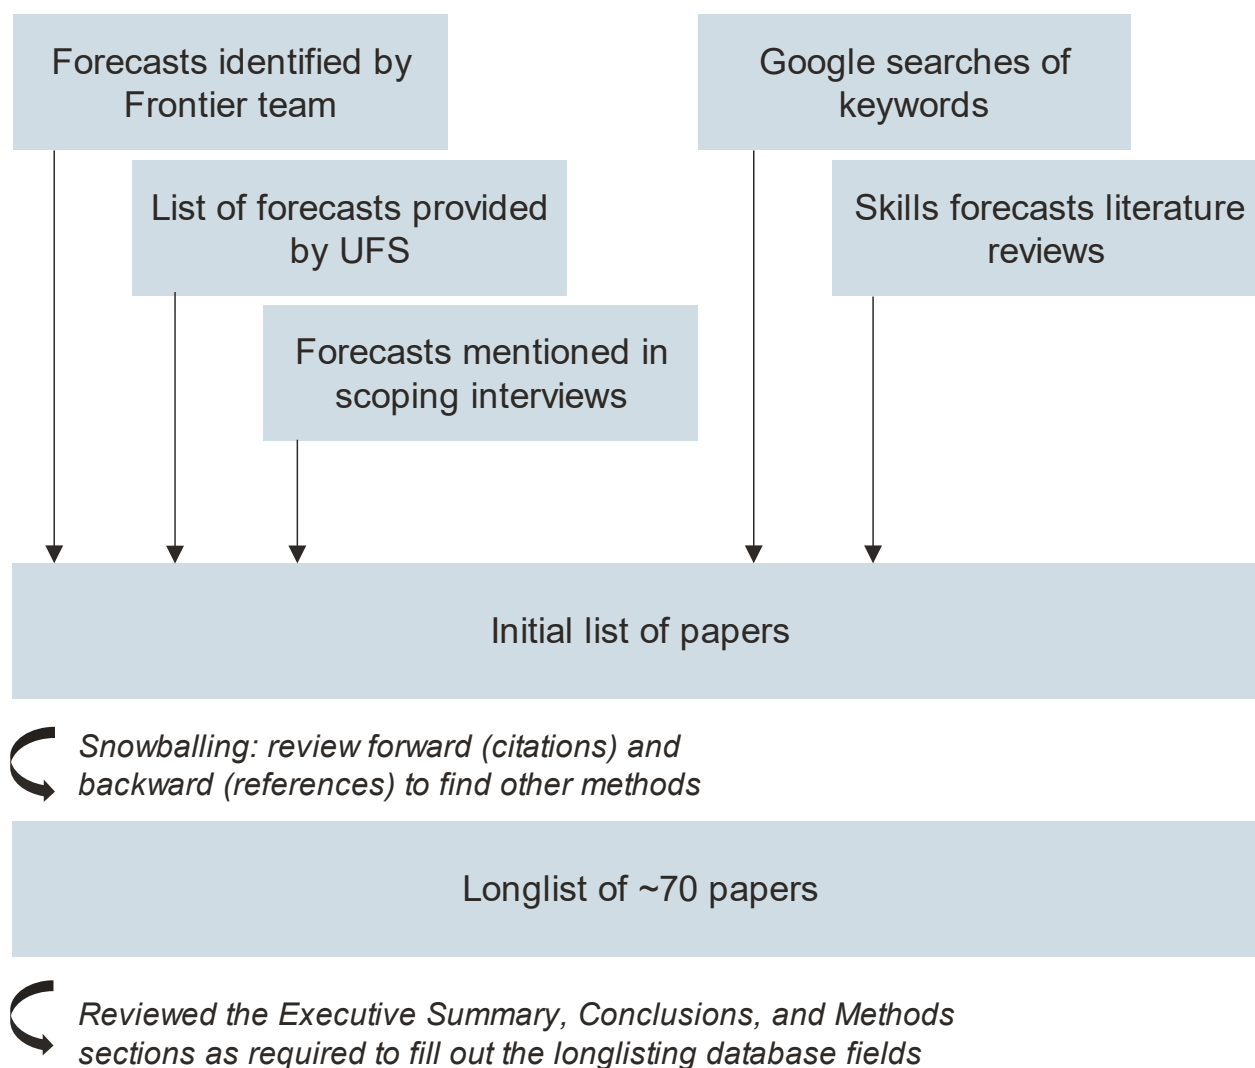 Forecasts identified by
Frontier team
Google searches of
keywords
List of forecasts provided
by UFS
Skills forecasts literature
reviews
Forecasts mentioned in
scoping interviews
Initial list of papers
Snowballing: review forward (citations) and
backward (references) to find other methods
Longlist of ~70 papers
Reviewed the Executive Summary, Conclusions, and Methods
sections as required to fill out the longlisting database fields